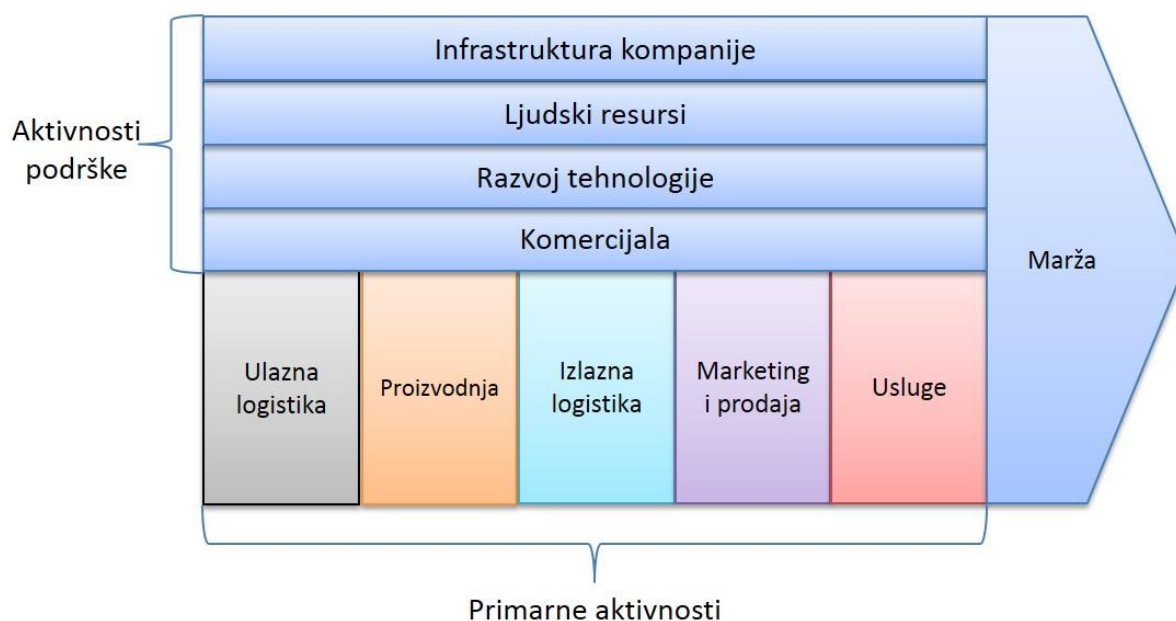 Infrastruktura kompanije
Ljudski resursi
Razvoj tehnologije
Komercijala
Aktivnosti
podrške
Marža
Ulazna
logistika
Proizvodnja
Izlazna
logistika
Marketing
i prodaja
Usluge
Primarne aktivnosti